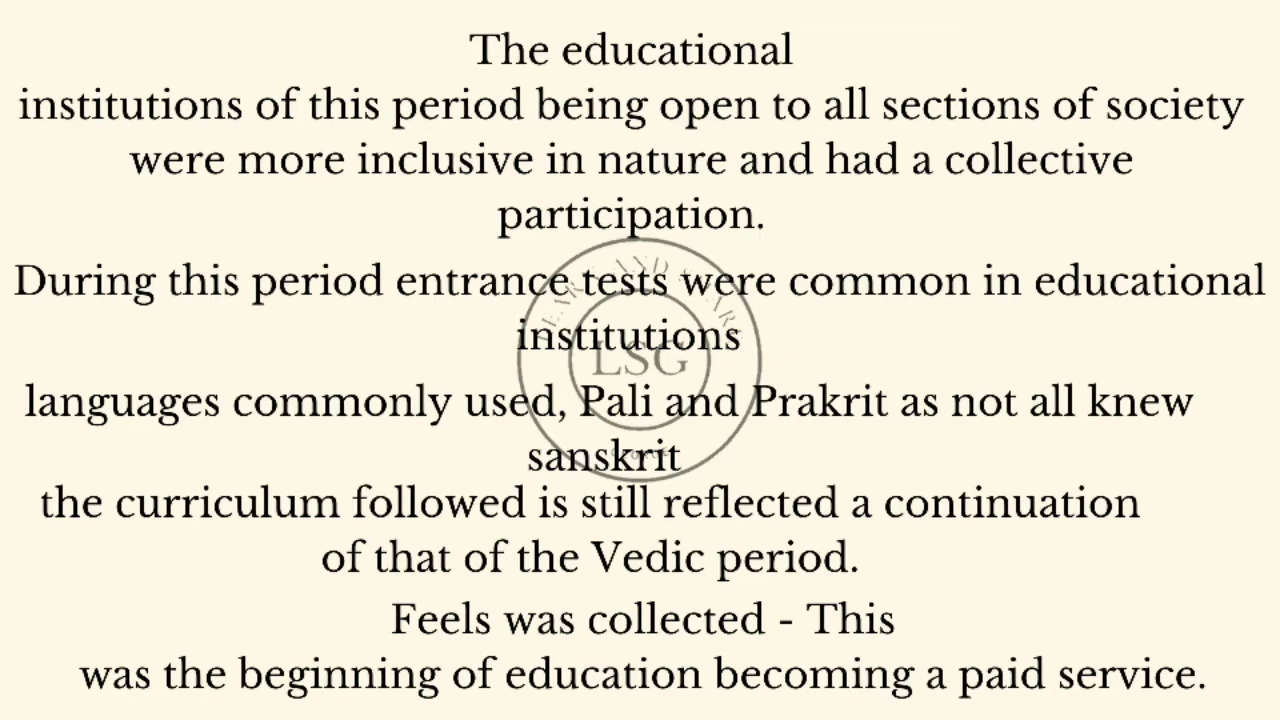 The educational
institutions of this period being open to all sections of society
were more inclusive in nature and had a collective
participation.
During this period entrance tests were common in educational
institutions
LSG
languages commonly used, Pali and Prakrit as not all knew
sanskrit
the curriculum followed is still reflected a continuation
of that of the Vedic period.
Feels was collected - This
was the beginning of education becoming a paid service.